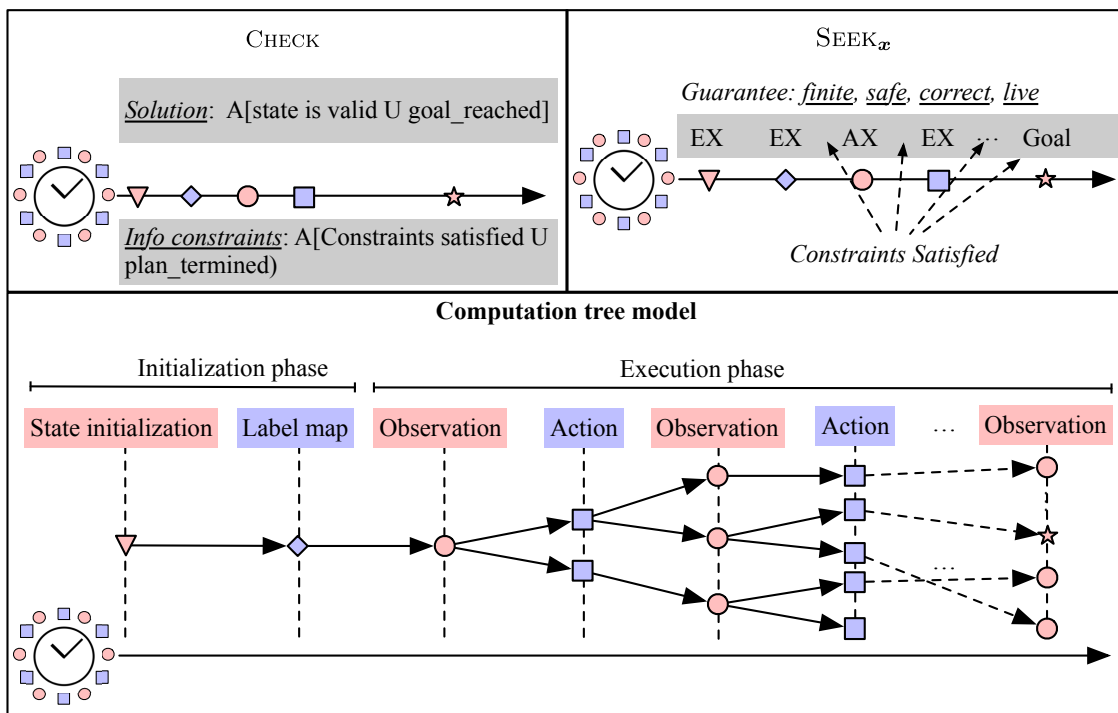 CHECK
Solution: A[state is valid U goal_reached]
Info constraints: A[Constraints satisfied U
plan_termined)
SEEKx
Guarantee: finite, safe, correct, live
EX EX AX EX ... Goal
Constraints Satisfied
Computation tree model
Initialization phase
Execution phase
State initialization Label map Observation Action Observation Action ... Observation
...